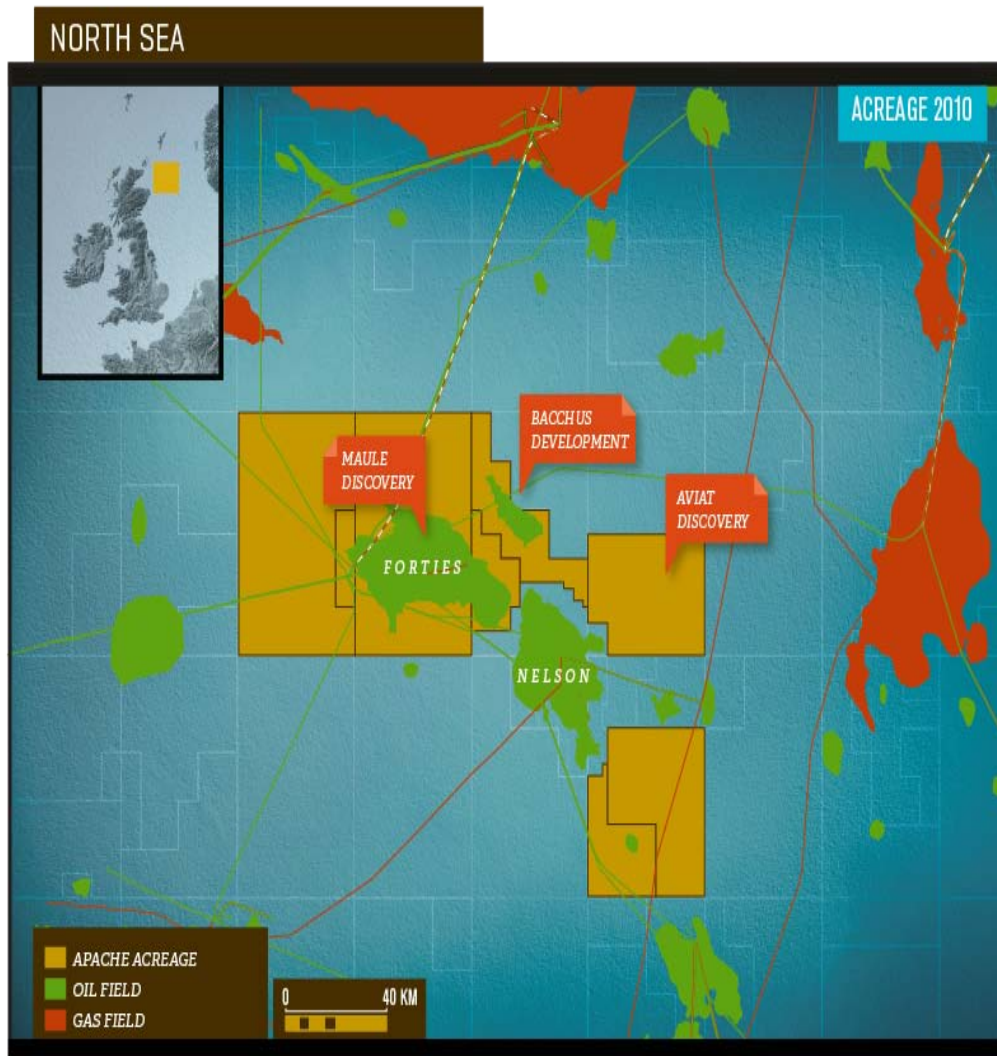 NORTH SEA
ACREAGE 2010
BACCHUS
DEVELOPMENT
MAULE
DISCOVERY
AVIAT
DISCOVERY
FORTIES
NELSON
APACHE ACREAGE
OIL FIELD
GAS FIELD
0 40 KM